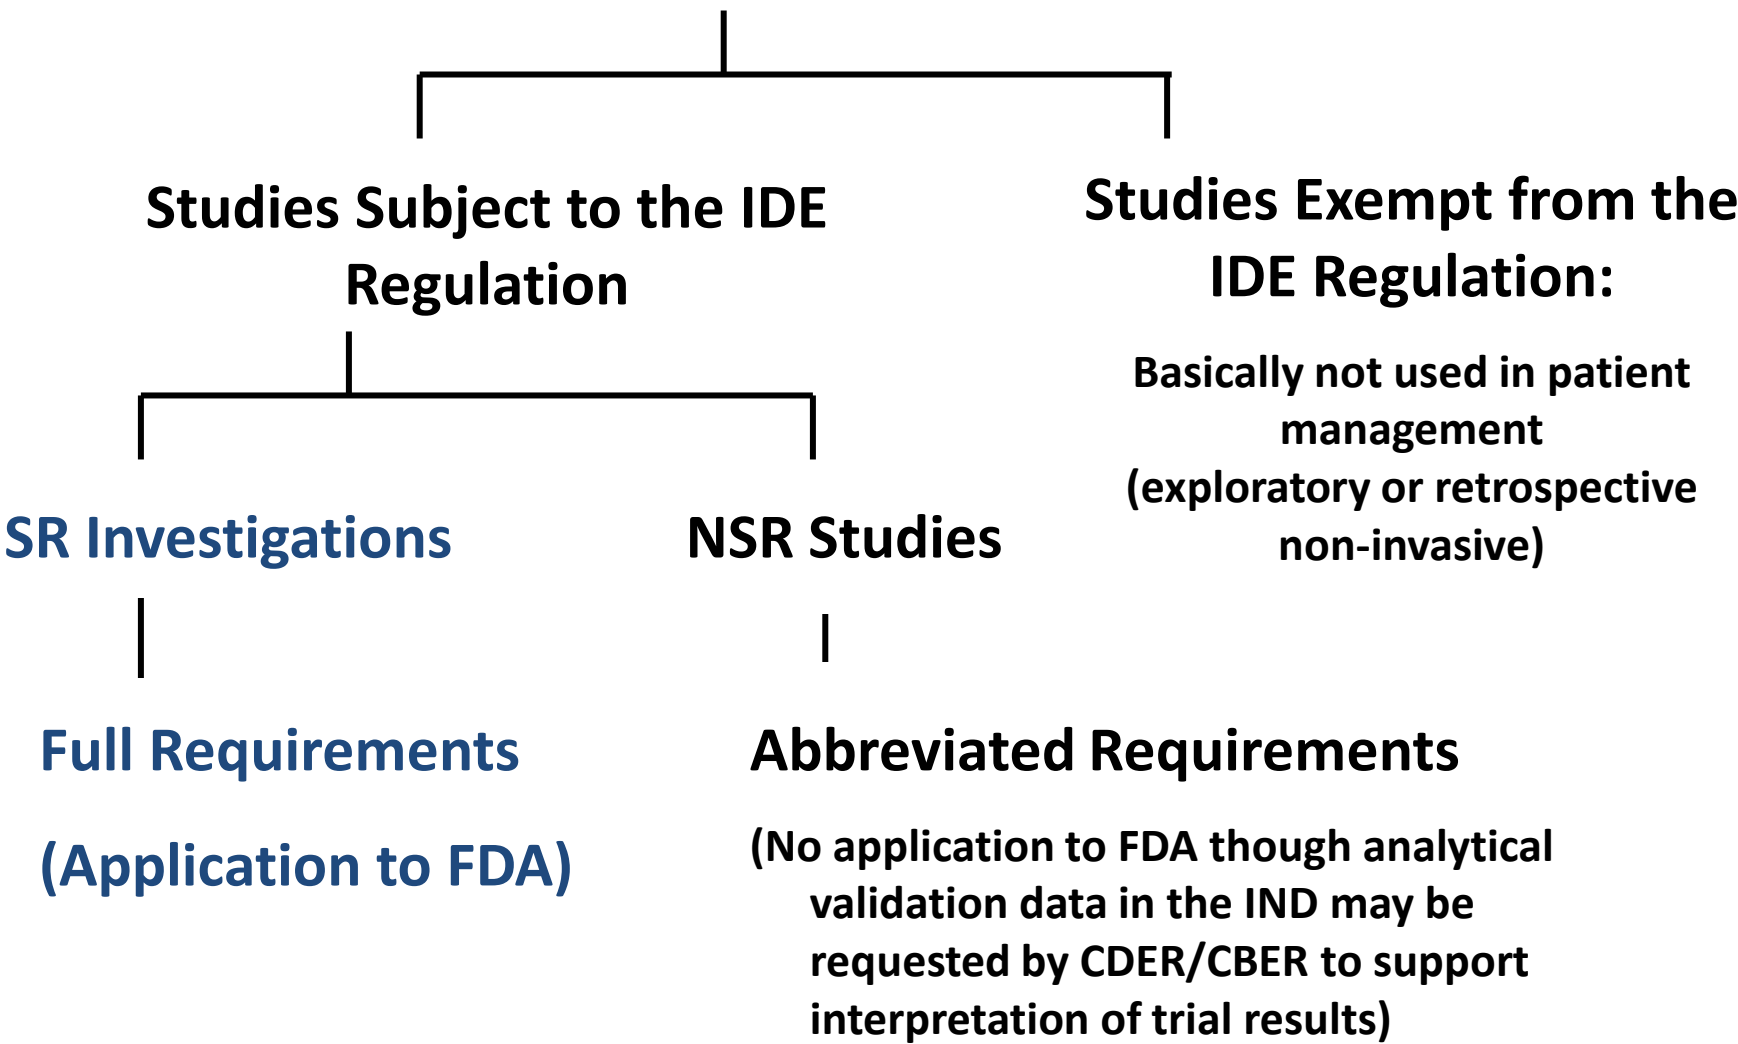 Studies Subject to the IDE
Regulation
Studies Exempt from the
IDE Regulation:
Basically not used in patient
management
(exploratory or retrospective
non-invasive)
SR Investigations
NSR Studies
Full Requirements
(Application to FDA)
Abbreviated Requirements
(No application to FDA though analytical
validation data in the IND may be
requested by CDER/CBER to support
interpretation of trial results)